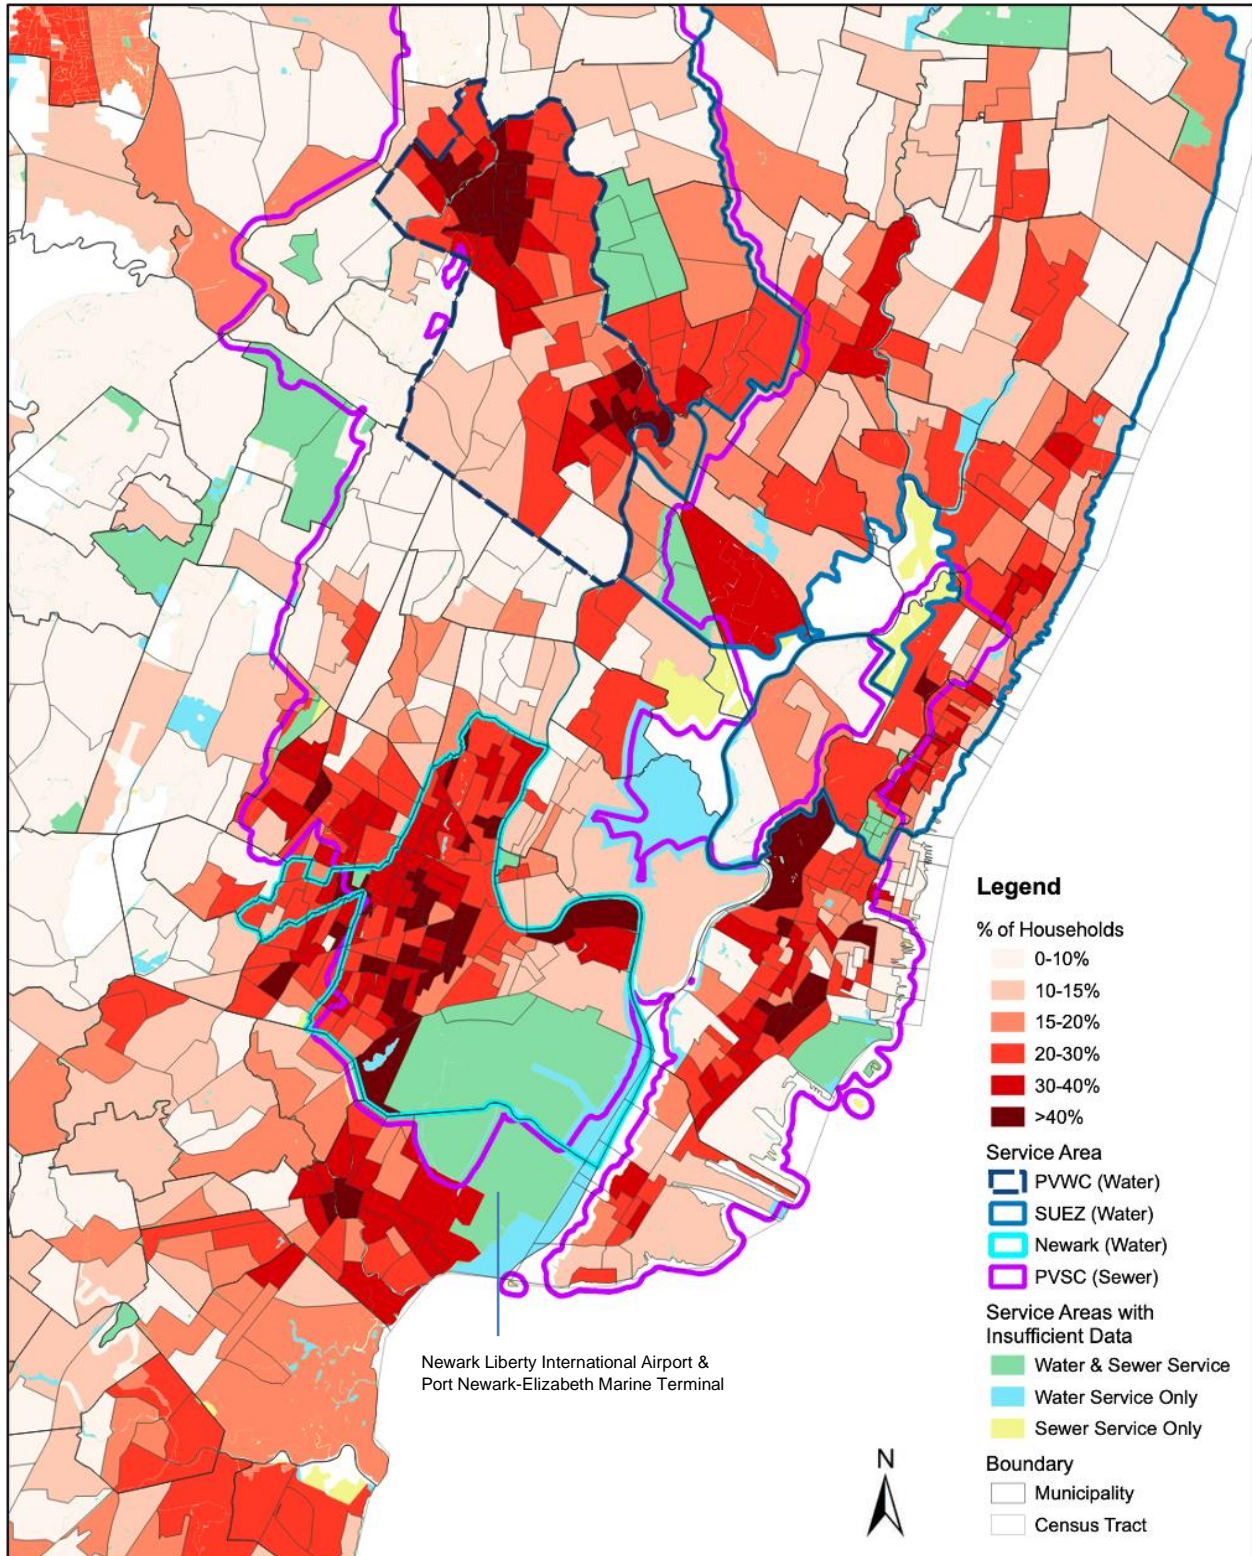 Legend
% of Households
0-10%
10-15%
15-20%
20-30%
30-40%
>40%
Service Area
PVWC (Water)
SUEZ (Water)
Newark (Water)
PVSC (Sewer)
Service Areas with
Insufficient Data
Water & Sewer Service
Water Service Only
Sewer Service Only
Boundary
Municipality
Census Tract
Newark Liberty International Airport &
Port Newark-Elizabeth Marine Terminal
N